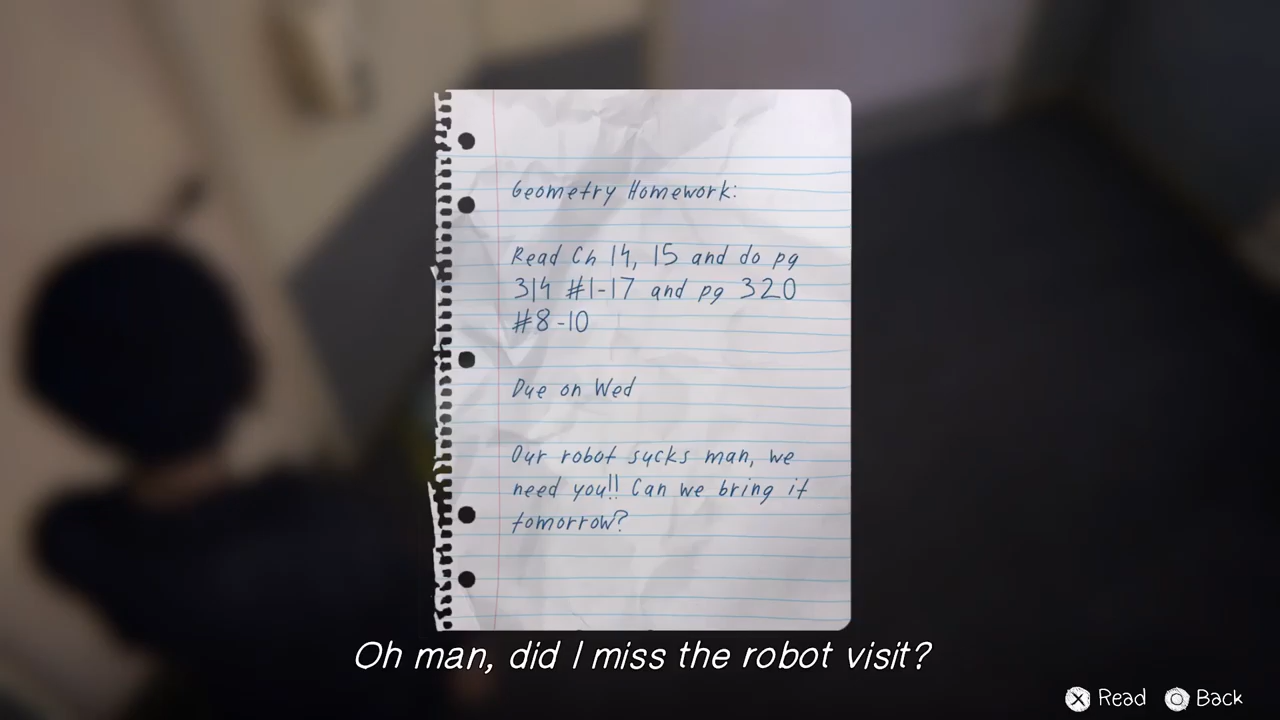 Geometry Homework:
Read Ch 14, 15 and do pg
314 #1-17 and pg 320
#8-10
Due on Wed
Our robot sucks man, we
need you!! Can we bring it
tomorrow?
Oh man, did I miss the robot visit?
Read Back